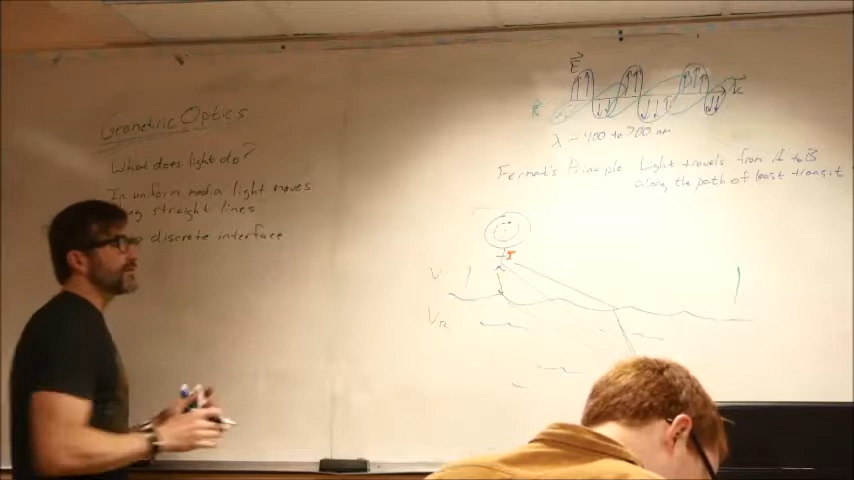 Geometric Optics
What does light do?
In uniform media light moves
straight lines
discrete interface
E
k
λ ~ 400 to 700 nm
Fermat's Principle Light travels from A to B
along the path of least transit